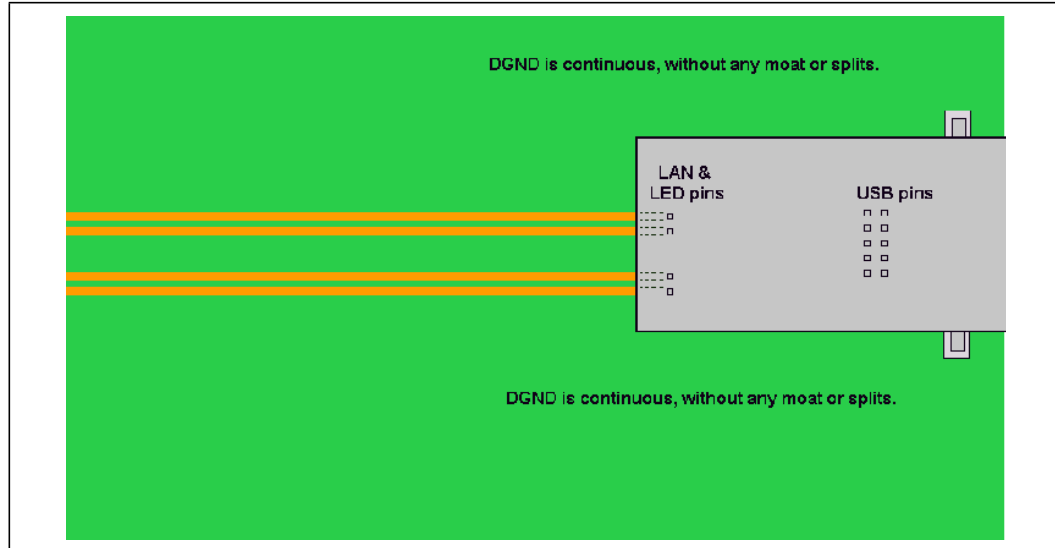 DGND is continuous, without any moat or splits.
LAN &
LED pins
USB pins
DGND is continuous, without any moat or splits.